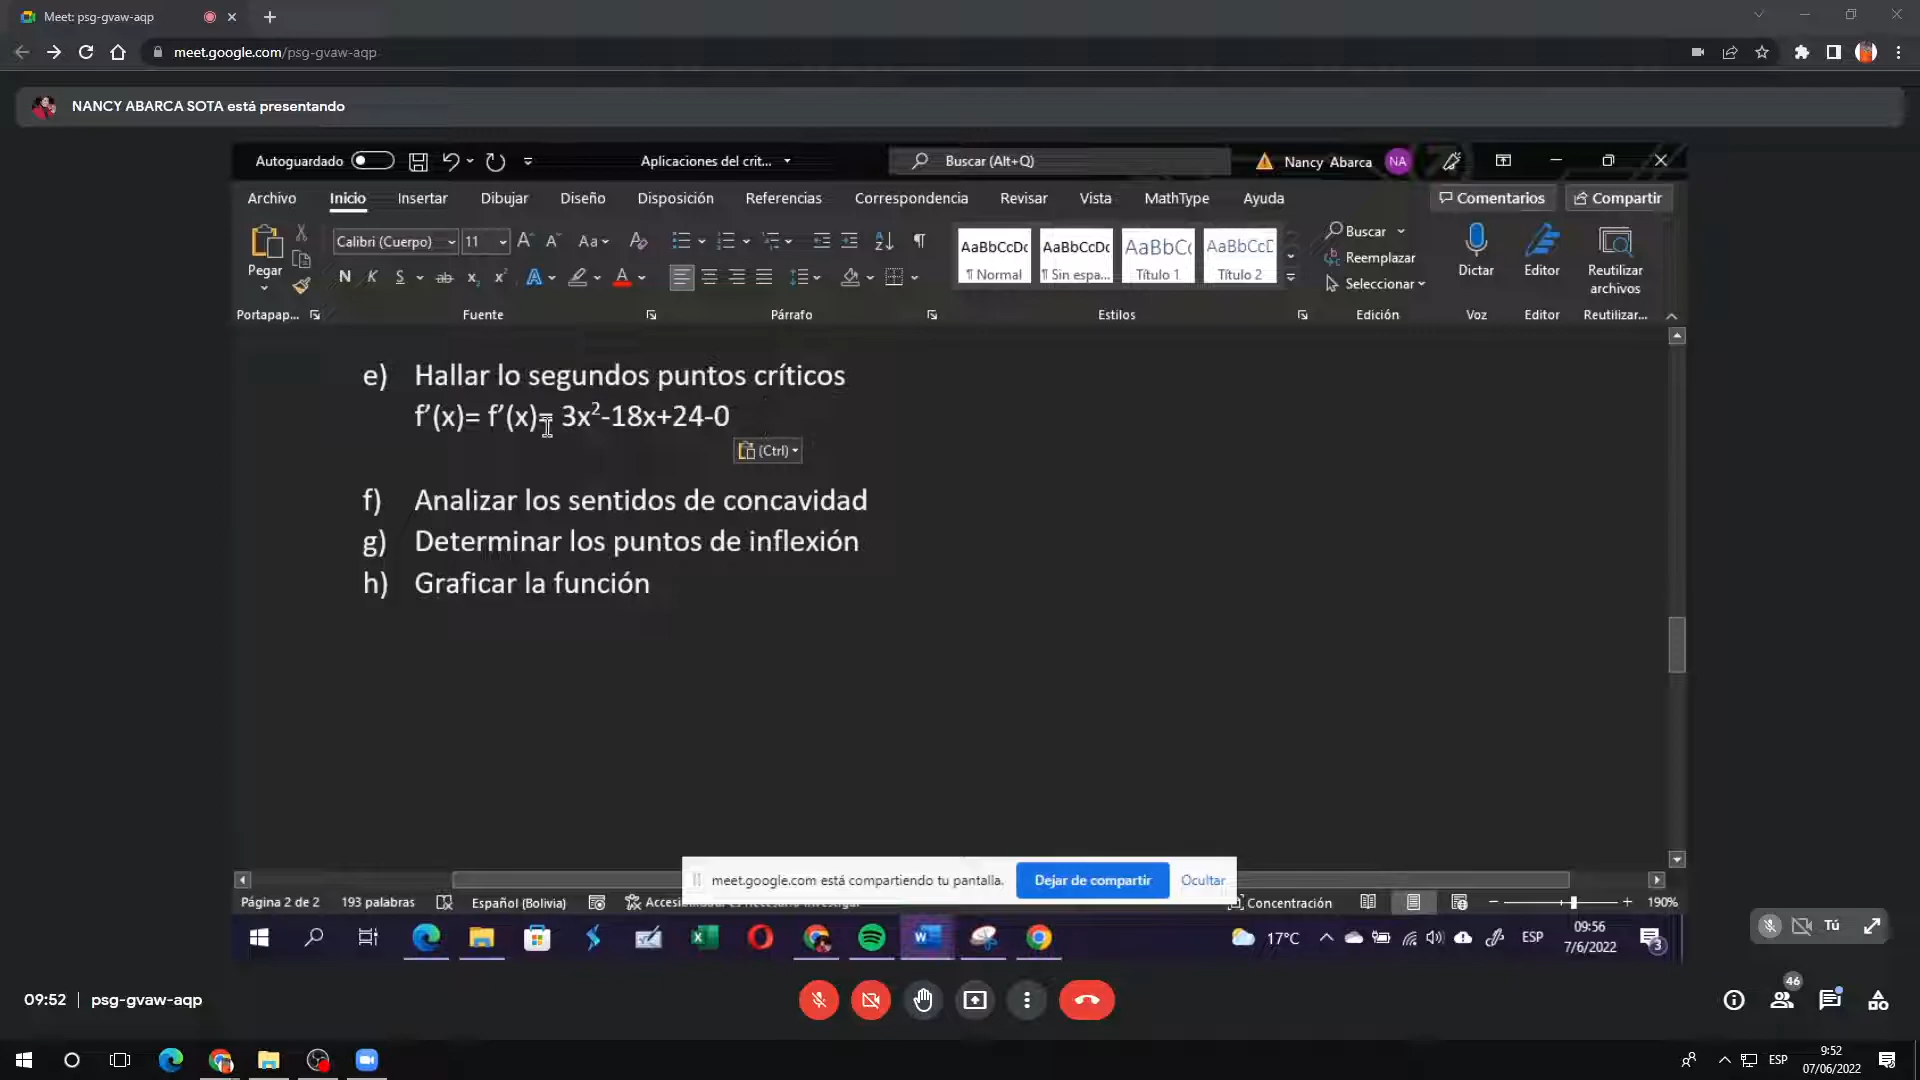 Meet: psg-gvaw-aqp
meet.google.com/psg-gvaw-aqp
NANCY ABARCA SOTA está presentando
Autoguardado
Aplicaciones del crit...
Buscar (Alt+Q)
Nancy Abarca
NA
Archivo
Inicio
Insertar
Dibujar
Diseño
Disposición
Referencias
Correspondencia
Revisar
Vista
MathType
Ayuda
Comentarios
Compartir
Pegar
Calibri (Cuerpo)
11
AaBbCcDc
¶ Normal
AaBbCcDc
¶ Sin espa...
AaBbC(
Título 1
AaBbCcD
Título 2
Buscar
Reemplazar
Seleccionar
Dictar
Editor
Reutilizar
archivos
Portapap...
Fuente
Párrafo
Estilos
Edición
Voz
Editor
Reutilizar...
e) Hallar lo segundos puntos críticos
f’(x)= f’(x)= 3x²-18x+24-0
(Ctrl)
f) Analizar los sentidos de concavidad
g) Determinar los puntos de inflexión
h) Graficar la función
meet.google.com está compartiendo tu pantalla.
Dejar de compartir
Ocultar
Página 2 de 2
193 palabras
Español (Bolivia)
Concentración
190%
17°C
ESP
09:56
7/6/2022
3
Tú
09:52 | psg-gvaw-aqp
46
ESP
9:52
07/06/2022